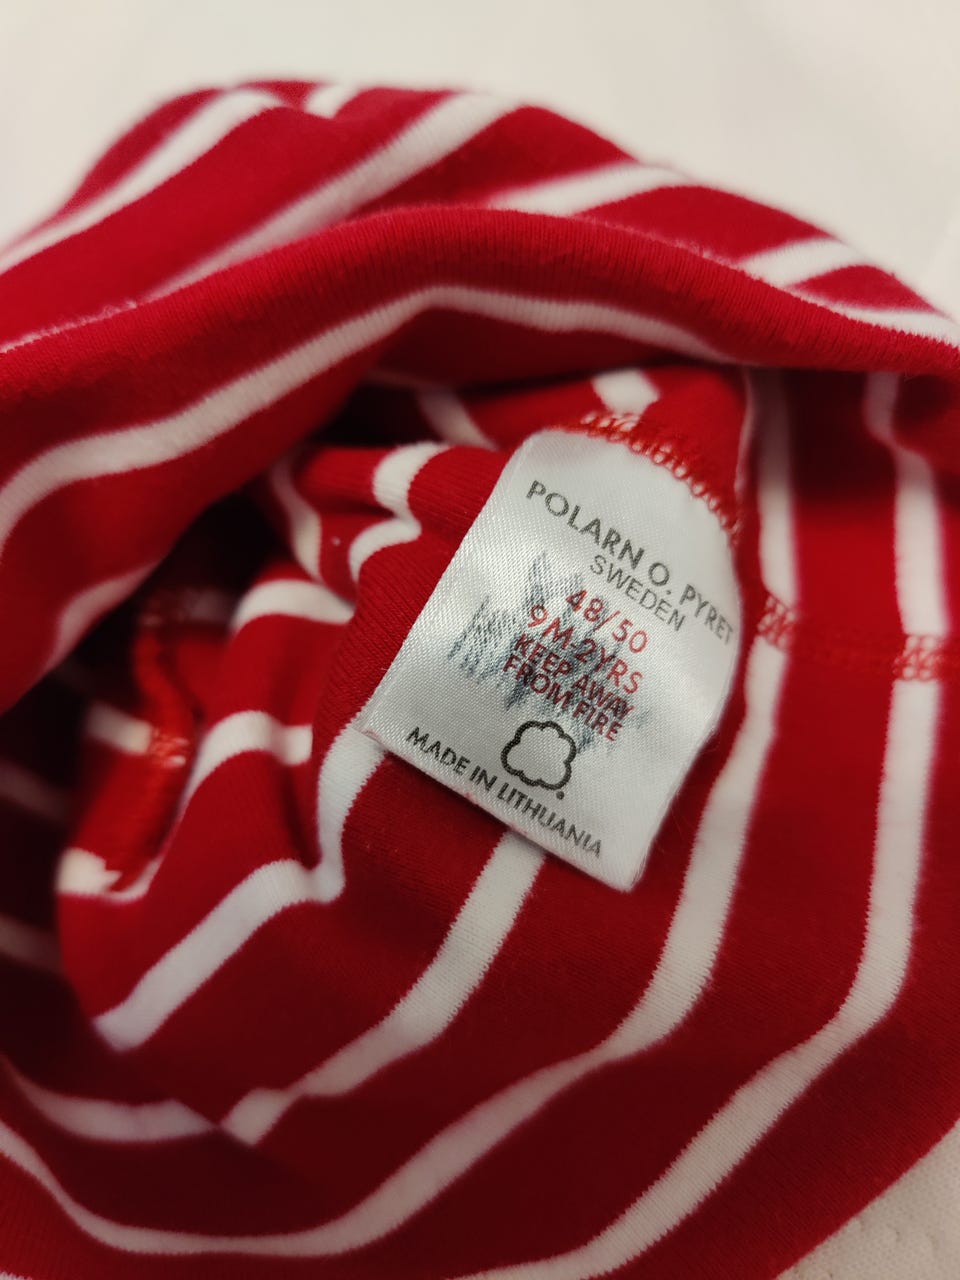 POLARN O. PYRET
SWEDEN
48/50
9M-2YRS
KEEP AWAY
FROM FIRE
MADE IN LITHUANIA